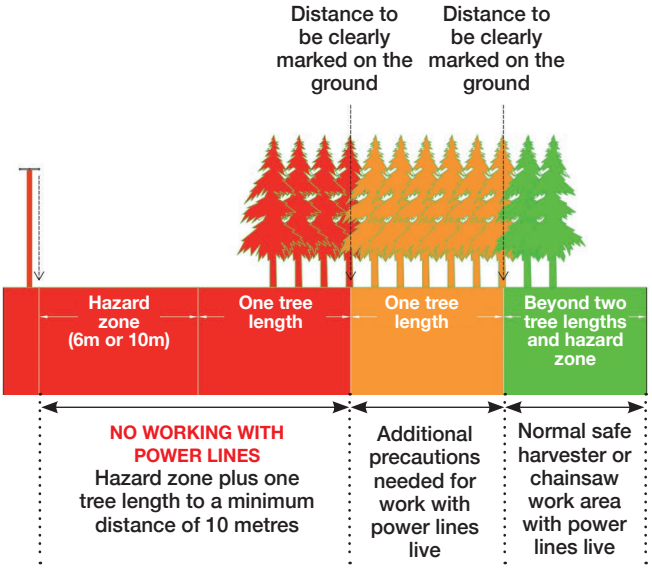 Distance to
be clearly
marked on the
ground
Distance to
be clearly
marked on the
ground
Hazard
zone
(6m or 10m)
One tree
length
One tree
length
Beyond two
tree lengths
and hazard
zone
NO WORKING WITH
POWER LINES
Hazard zone plus one
tree length to a minimum
distance of 10 metres
Additional
precautions
needed for
work with
power lines
live
Normal safe
harvester or
chainsaw
work area
with power
lines live